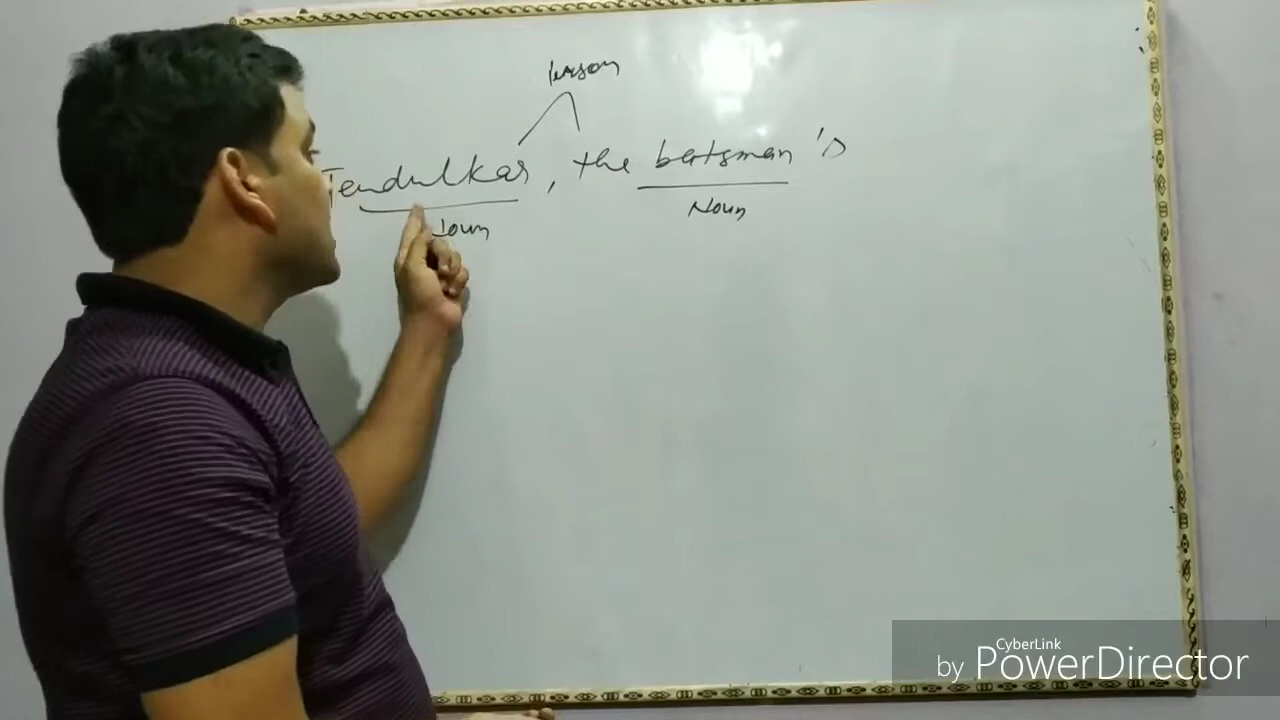 Person
Tendulkar, the batsman's
Noun Noun
CyberLink
by PowerDirector